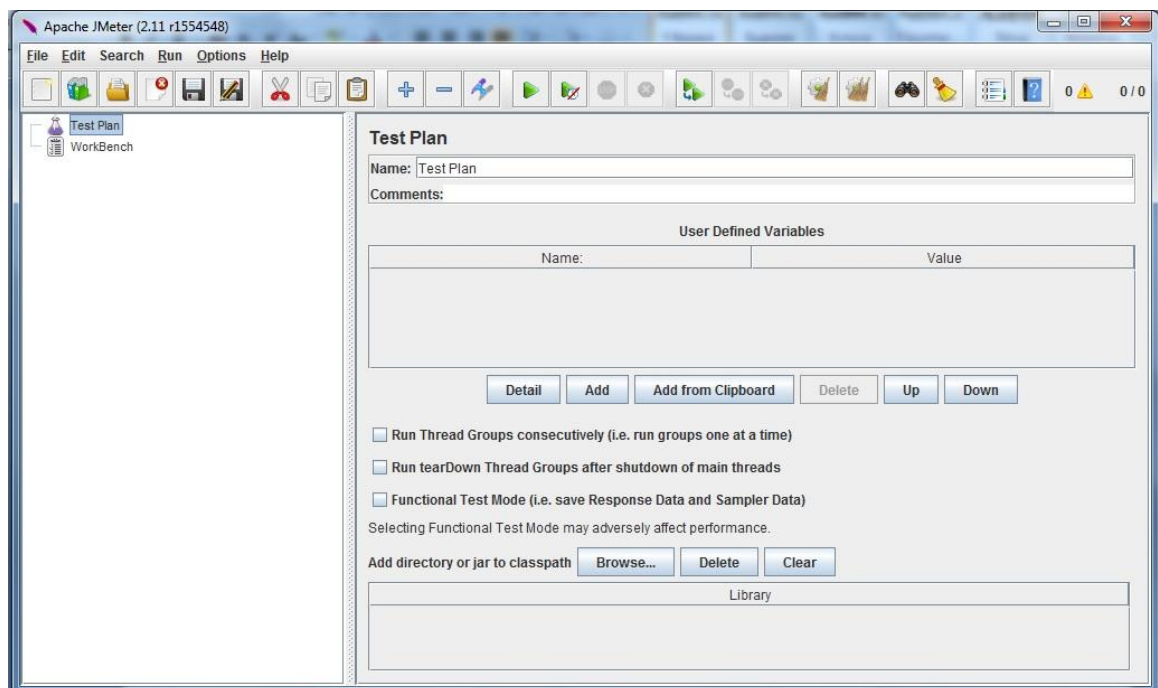 Apache JMeter (2.11 r1554548)
File Edit Search Run Options Help
0 0/0
Test Plan
WorkBench
Test Plan
Name: Test Plan
Comments:
User Defined Variables
Name: Value
Detail Add Add from Clipboard Delete Up Down
Run Thread Groups consecutively (i.e. run groups one at a time)
Run tearDown Thread Groups after shutdown of main threads
Functional Test Mode (i.e. save Response Data and Sampler Data)
Selecting Functional Test Mode may adversely affect performance.
Add directory or jar to classpath Browse... Delete Clear
Library